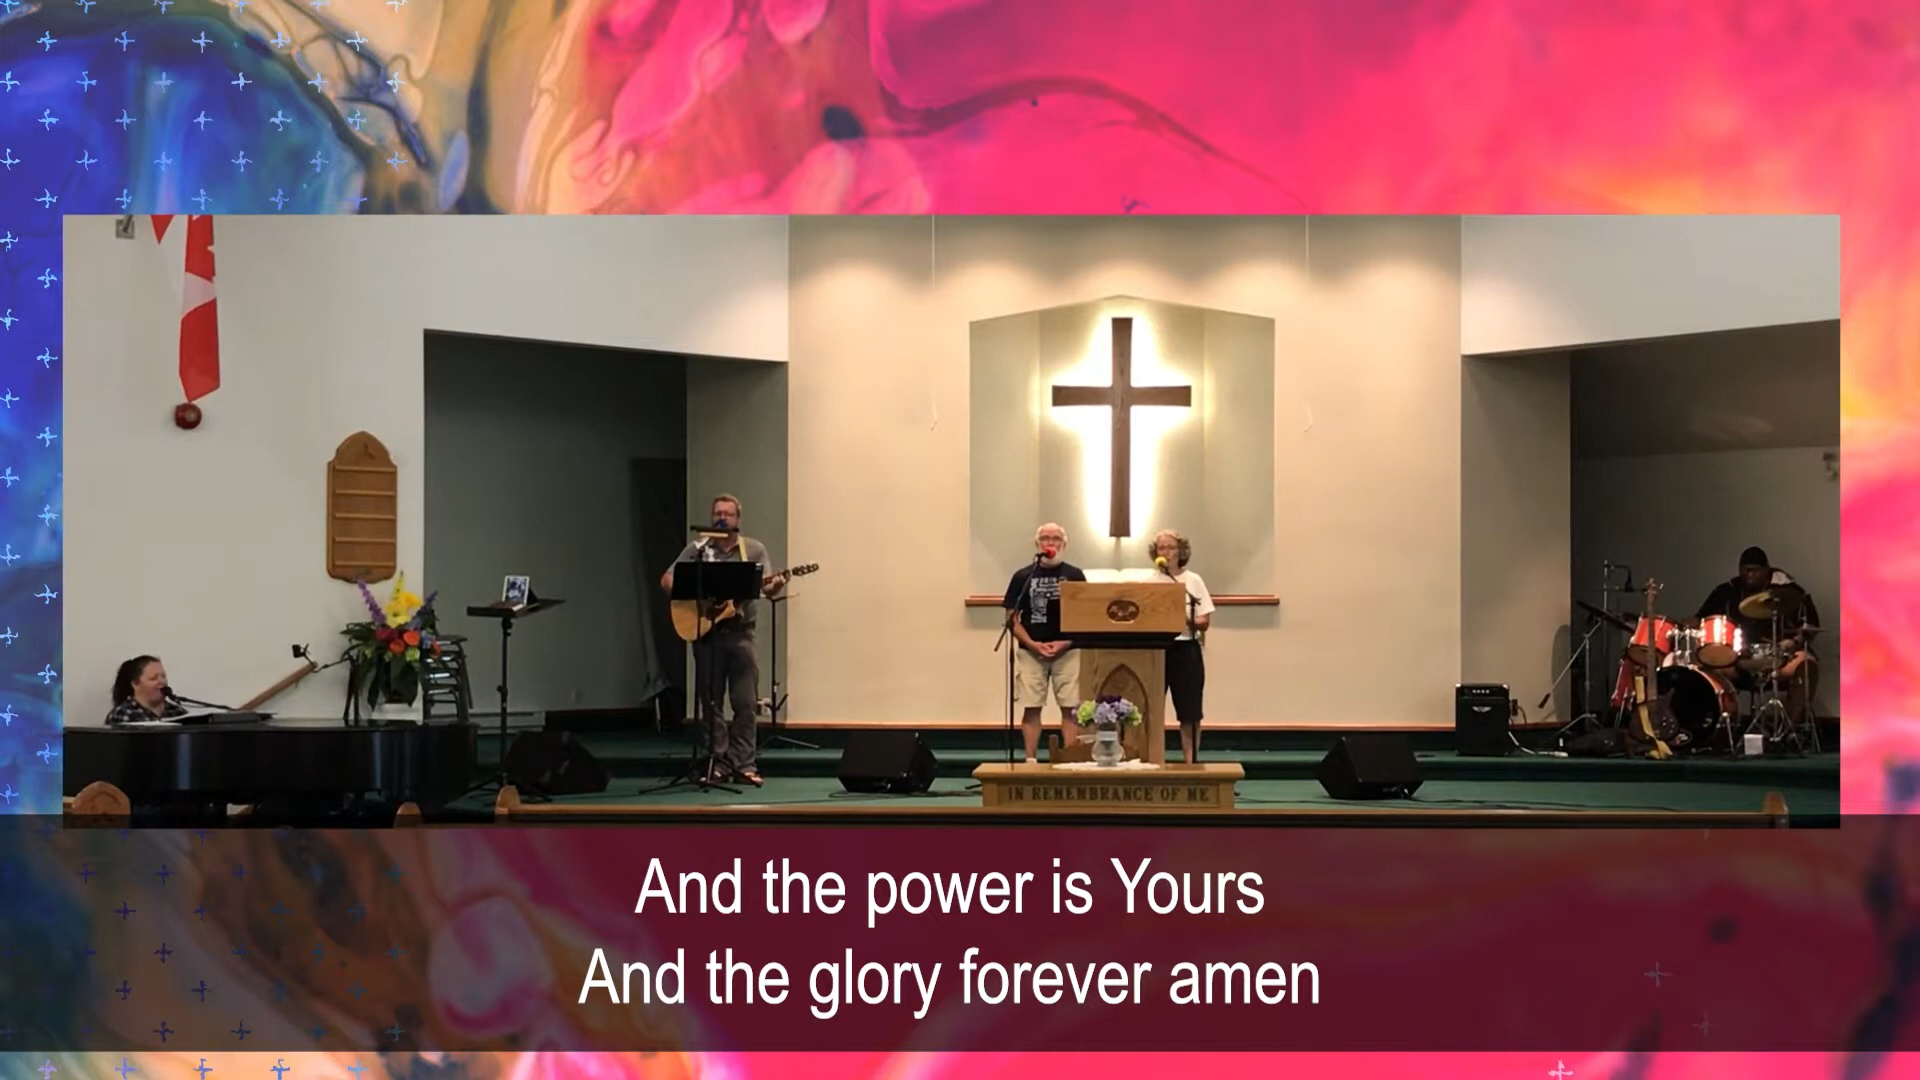 IN REMEMBRANCE OF ME
And the power is Yours
And the glory forever amen